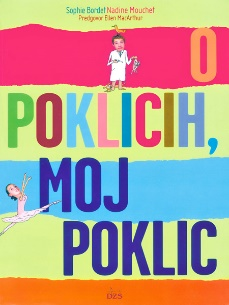 Sophie Bordet Nadine Mouchet
Predgovor Ellen MacArthur
O
POKLICIH,
MOJ
POKLIC